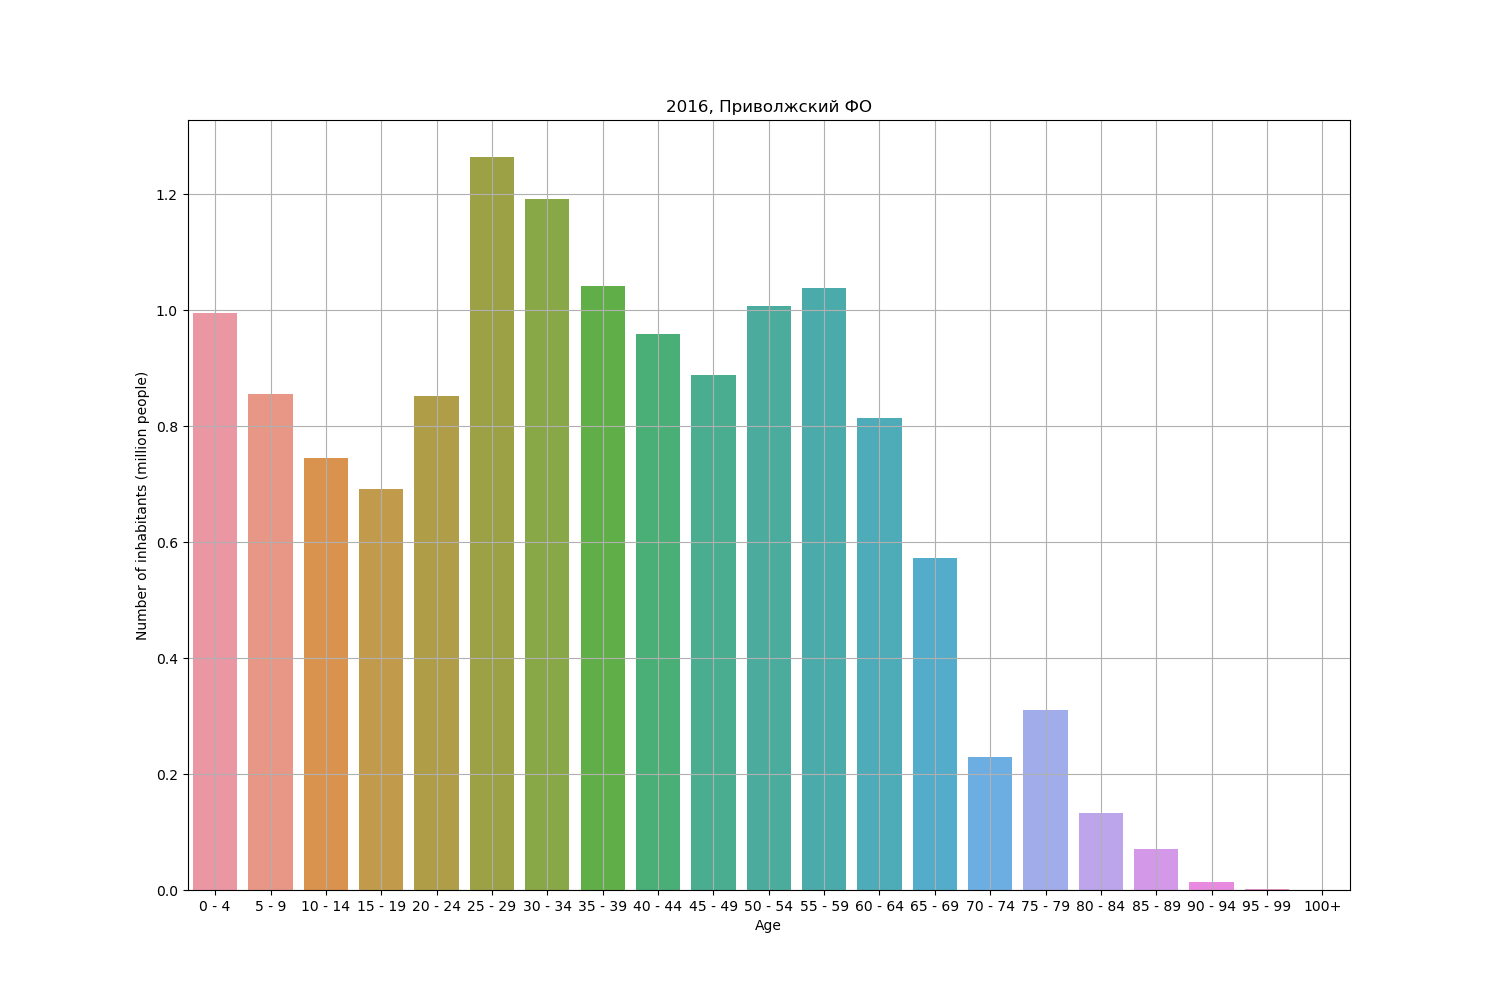 2016, Приволжский ФО
Number of inhabitants (million people)
1.2
1.0
0.8
0.6
0.4
0.2
0.0
0 - 4 5 - 9 10 - 14 15 - 19 20 - 24 25 - 29 30 - 34 35 - 39 40 - 44 45 - 49 50 - 54 55 - 59 60 - 64 65 - 69 70 - 74 75 - 79 80 - 84 85 - 89 90 - 94 95 - 99 100+
Age